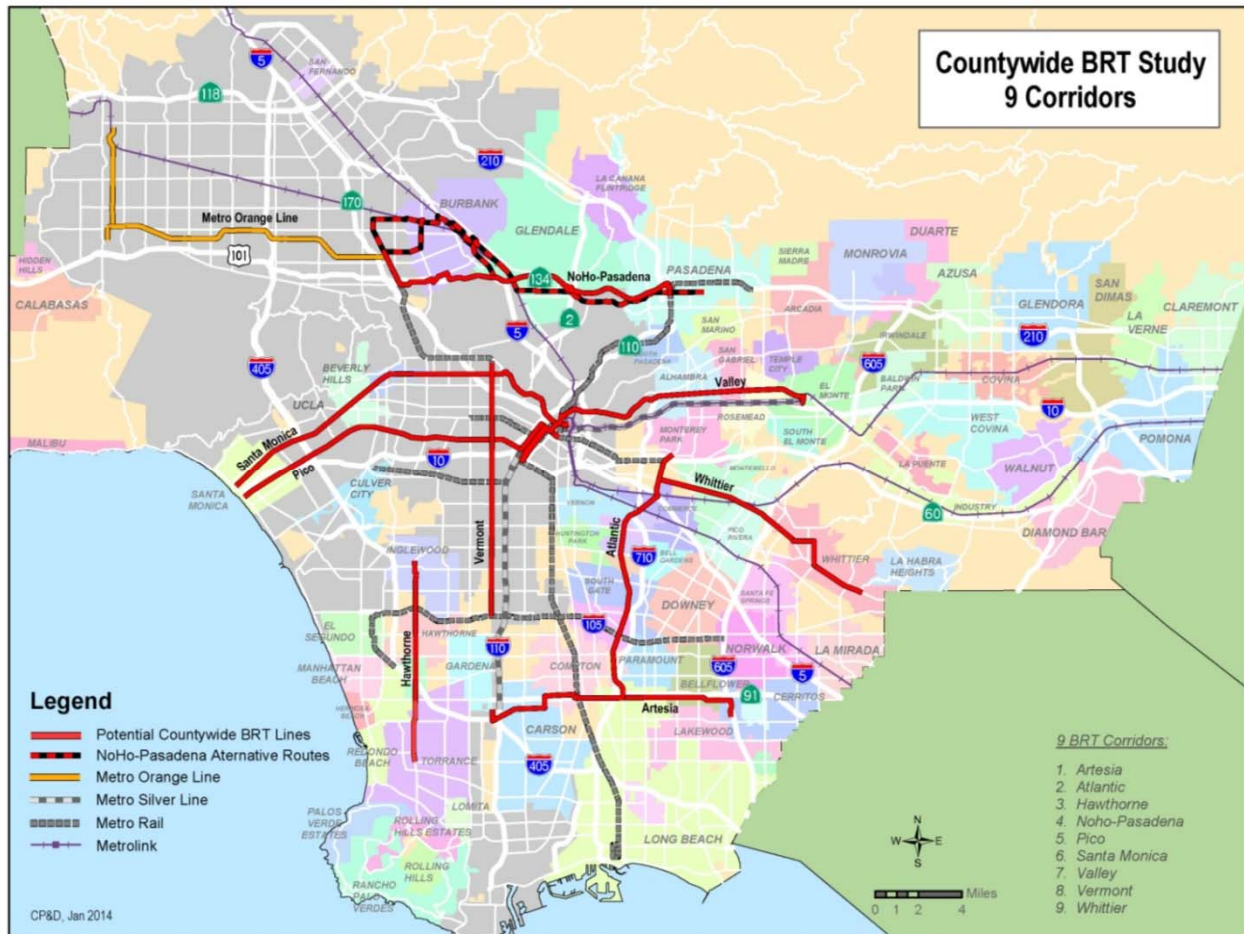 Countywide BRT Study
9 Corridors
5
SAN
FERNANDO
118
210
LA CANANA
FLINTRIDGE
170
BURBANK
GLENDALE
Metro Orange Line
101
HIDDEN
HILLS
CALABASAS
134
NoHo-Pasadena
PASADENA
SIERRA
MADRE
MONROVIA
DUARTE
AZUSA
SAN
DIMAS
GLENDORA
CLAREMONT
LA
VERNE
ARCADIA
2
5
110
SOUTH
PASADENA
SAN
MARINO
SAN
GABRIEL
TEMPLE
CITY
IRWINDALE
210
605
BALDWIN
PARK
COVINA
405
BEVERLY
HILLS
UCLA
ALHAMBRA
Valley
EL
MONTE
ROSEMEAD
10
WEST
COVINA
MONTEREY
PARK
SOUTH
EL MONTE
POMONA
MALIBU
Santa Monica
Pico
10
SANTA
MONICA
CULVER
CITY
LA PUENTE
WALNUT
MONTEBELLO
Whittier
INDUSTRY
60
DIAMOND BAR
VERNON
COMMERCE
Vermont
Atlantic
HUNTINGTON
PARK
PICO
RIVERA
710
BELL
GARDENS
WHITTIER
LA HABRA
HEIGHTS
INGLEWOOD
SOUTH
GATE
DOWNEY
SANTA FE
SPRINGS
EL
SEGUNDO
HAWTHORNE
105
MANHATTAN
BEACH
Hawthorne
GARDENA
110
COMPTON
PARAMOUNT
NORWALK
LA MIRADA
605
5
BELLFLOWER
91
CERRITOS
HERMOSA
BEACH
Artesia
CARSON
LAKEWOOD
REDONDO
BEACH
TORRANCE
405
LOMITA
PALOS
VERDE
ESTATES
ROLLING
HILLS ESTATES
ROLLING
HILLS
RANCHO
PALO
VERDES
LONG BEACH
Legend
Potential Countywide BRT Lines
NoHo-Pasadena Aternative Routes
Metro Orange Line
Metro Silver Line
Metro Rail
Metrolink
CP&D, Jan 2014
N
W
E
S
Miles
0 1 2 4
9 BRT Corridors:
1. Artesia
2. Atlantic
3. Hawthorne
4. Noho-Pasadena
5. Pico
6. Santa Monica
7. Valley
8. Vermont
9. Whittier